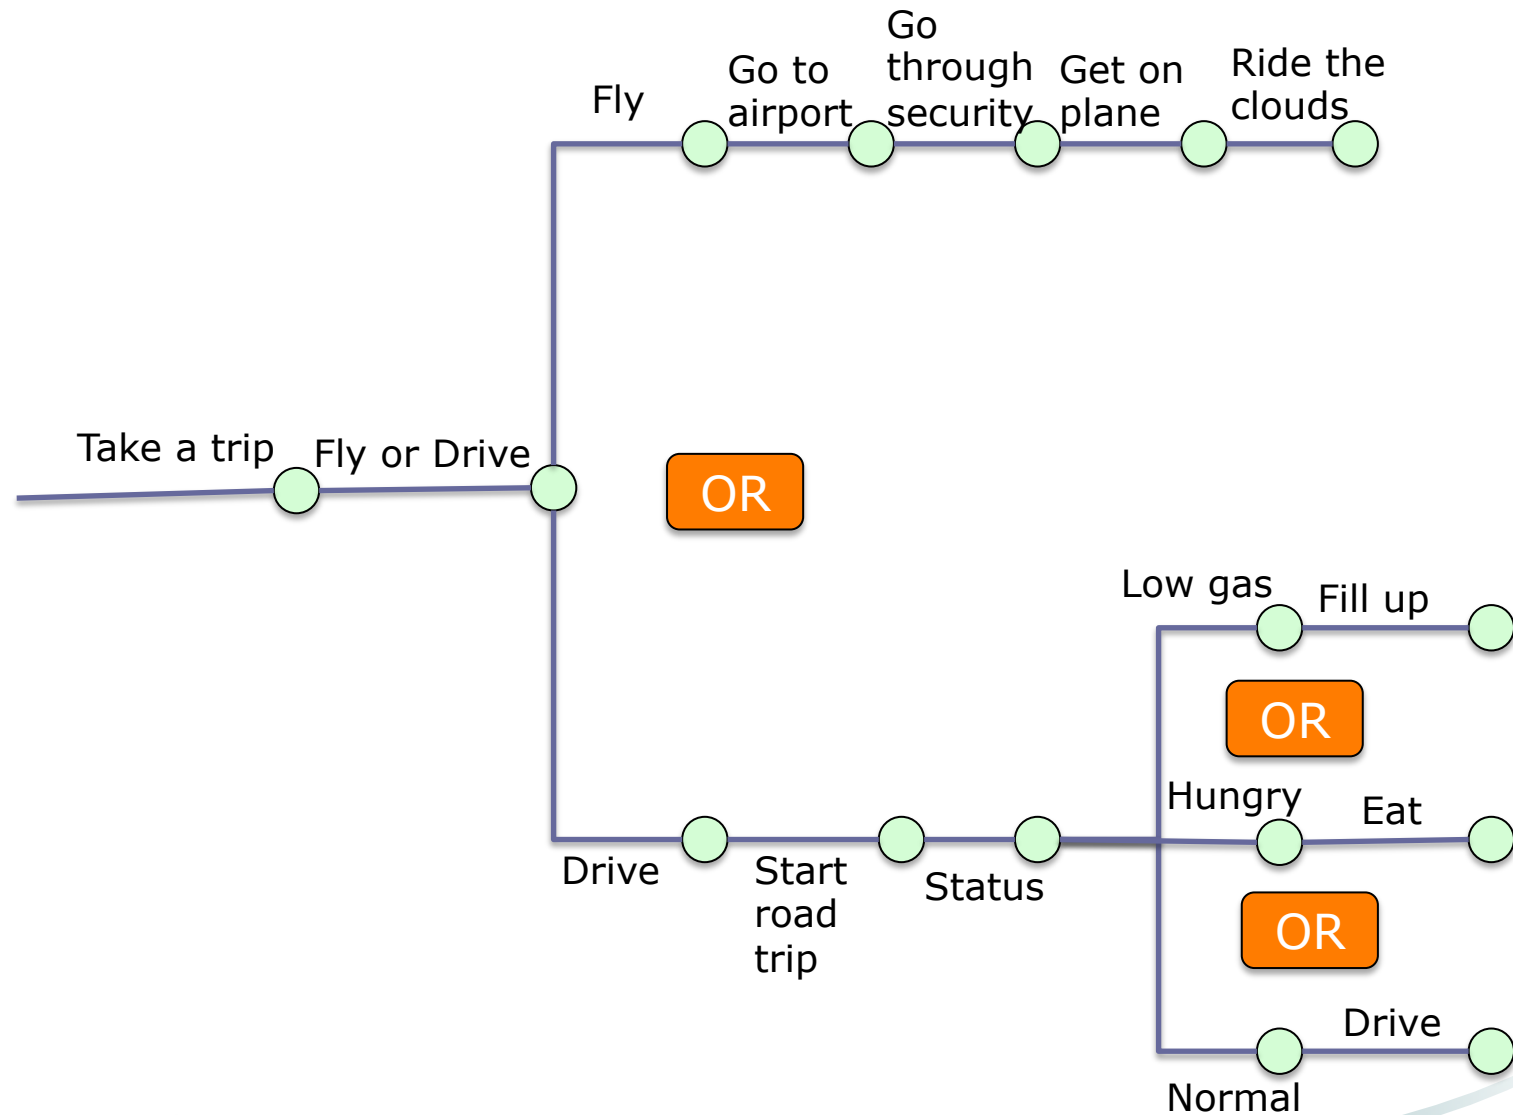 Fly
Go to
airport
Go
through
security
Get on
plane
Ride the
clouds
Take a trip
Fly or Drive
OR
Low gas
Fill up
OR
Hungry
Eat
Drive
Start
road
trip
Status
OR
Drive
Normal